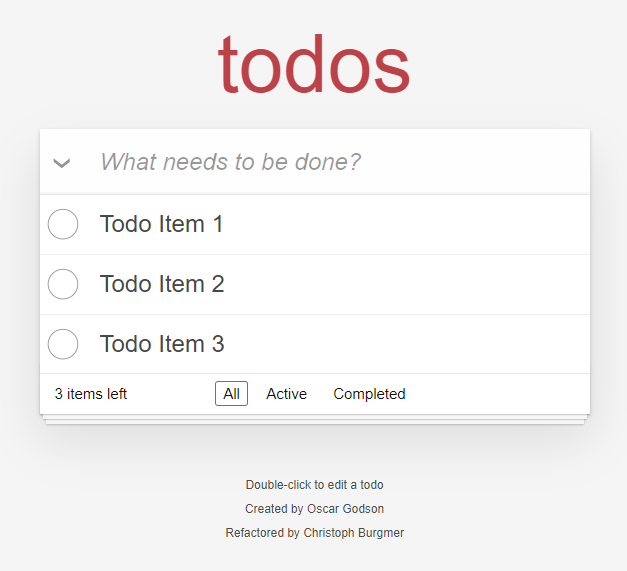 todos
What needs to be done?
Todo Item 1
Todo Item 2
Todo Item 3
3 items left All Active Completed
Double-click to edit a todo
Created by Oscar Godson
Refactored by Christoph Burgmer